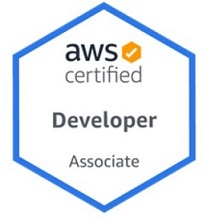 aws
certified
Developer
Associate